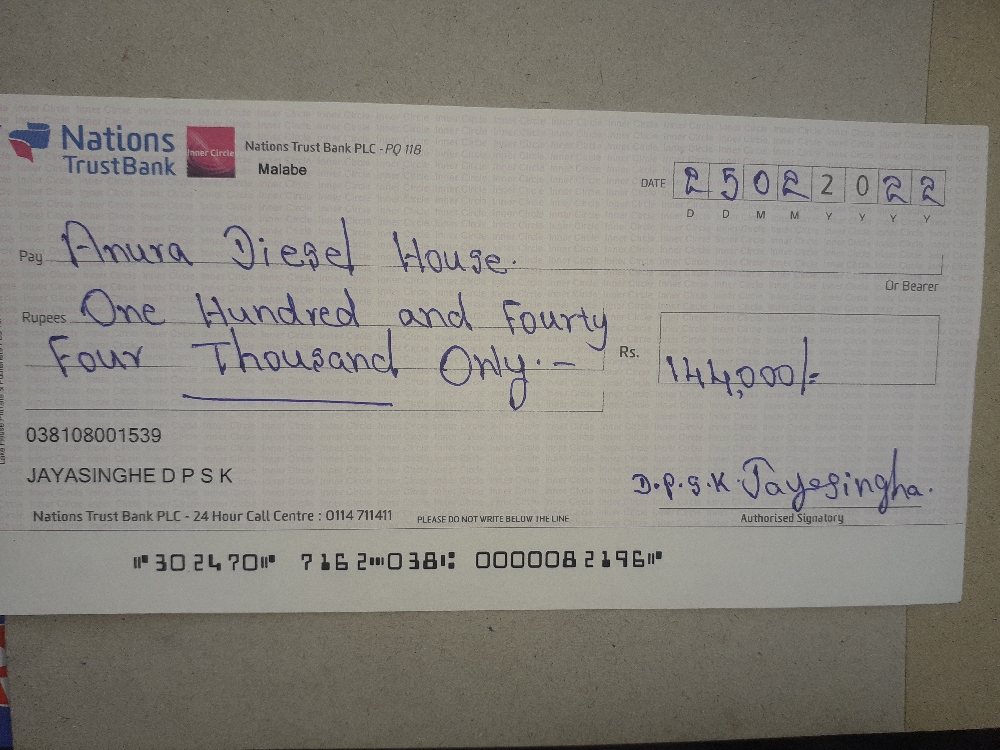 Nations
TrustBank
Inner Circle
Nations Trust Bank PLC - PQ 118
Malabe
DATE 2 5 0 2 2 0 2 2
D D M M Y Y Y Y
Pay Anura Diesel House.
Or Bearer
Rupees One Hundred and Fourty
Four Thousand Only.-
Rs. 144,000/=
038108001539
JAYASINGHE D P S K
D.P.S.K Jayasingha.
Authorised Signatory
Nations Trust Bank PLC - 24 Hour Call Centre : 0114 711411
PLEASE DO NOT WRITE BELOW THE LINE
⑈302470⑈ 7162⑉038⑆ 0000082196⑈